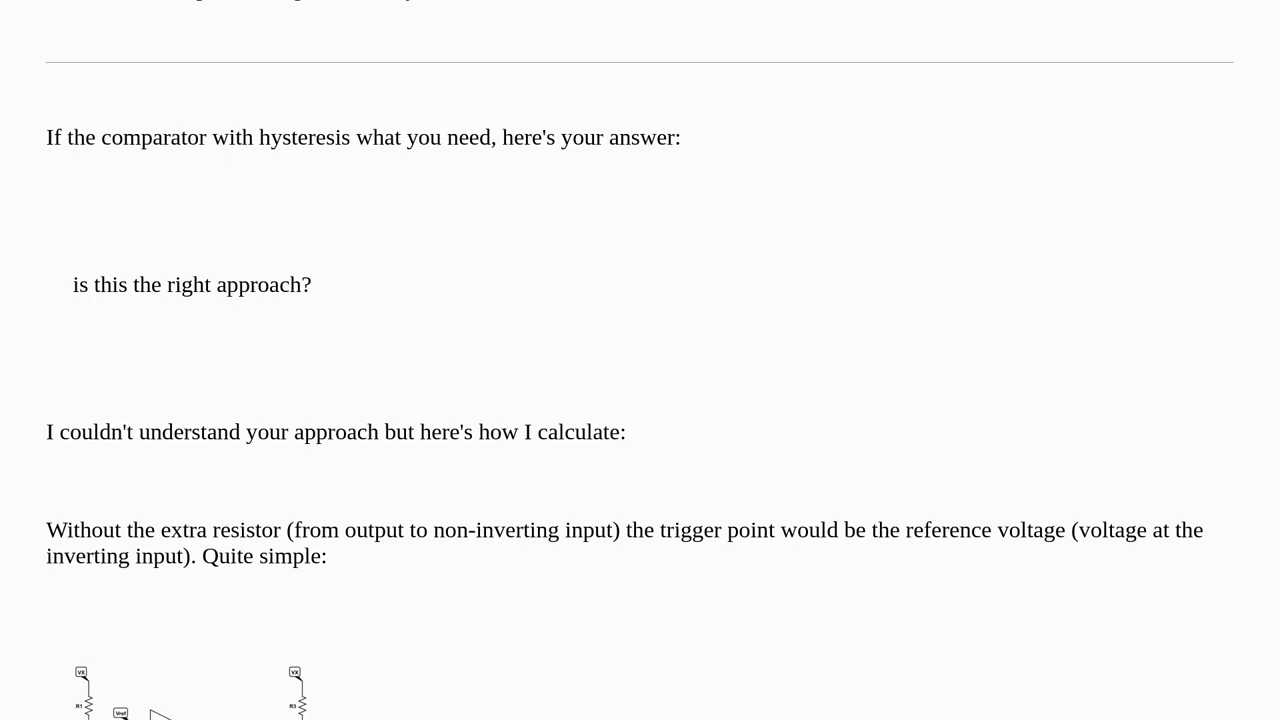 If the comparator with hysteresis what you need, here's your answer:
is this the right approach?
I couldn't understand your approach but here's how I calculate:
Without the extra resistor (from output to non-inverting input) the trigger point would be the reference voltage (voltage at the
inverting input). Quite simple:
VX VX
R1 R3
Vref